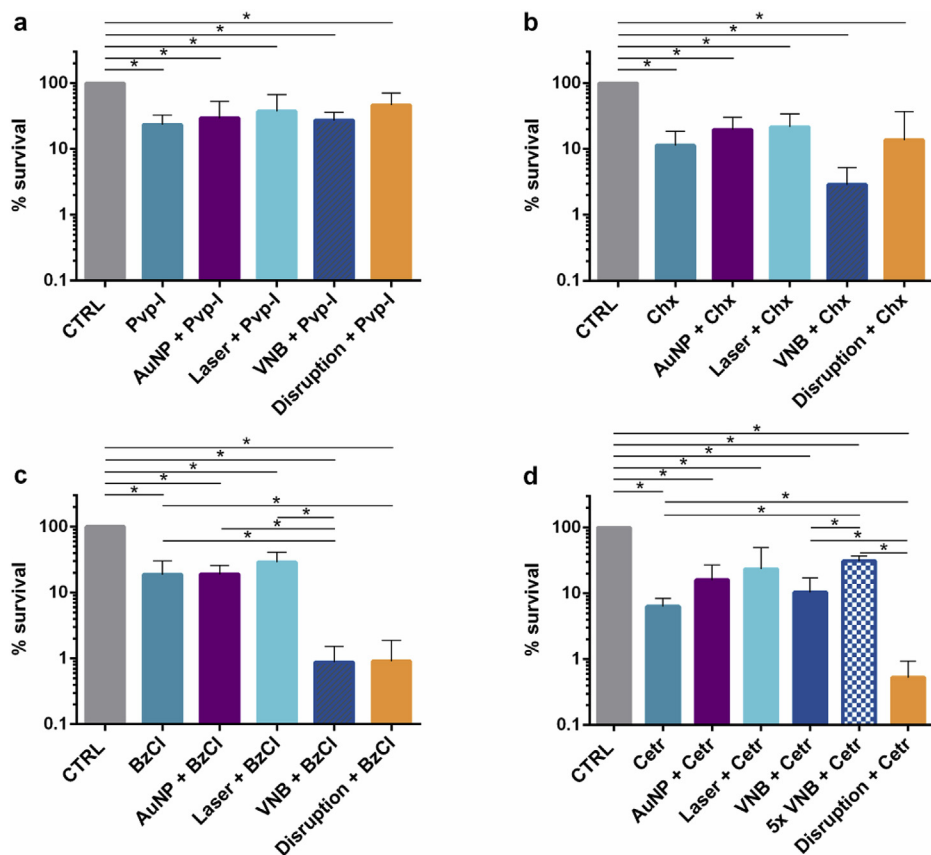 a
*
*
*
*
*
% survival
100
10
1
0.1
CTRL
Pvp-I
AuNP + Pvp-I
Laser + Pvp-I
VNB + Pvp-I
Disruption + Pvp-I
b
*
*
*
*
*
% survival
100
10
1
0.1
CTRL
Chx
AuNP + Chx
Laser + Chx
VNB + Chx
Disruption + Chx
c
*
*
*
*
*
*
*
*
*
% survival
100
10
1
0.1
CTRL
BzCl
AuNP + BzCl
Laser + BzCl
VNB + BzCl
Disruption + BzCl
d
*
*
*
*
*
*
*
*
*
*
*
% survival
100
10
1
0.1
CTRL
Cetr
AuNP + Cetr
Laser + Cetr
VNB + Cetr
5x VNB + Cetr
Disruption + Cetr